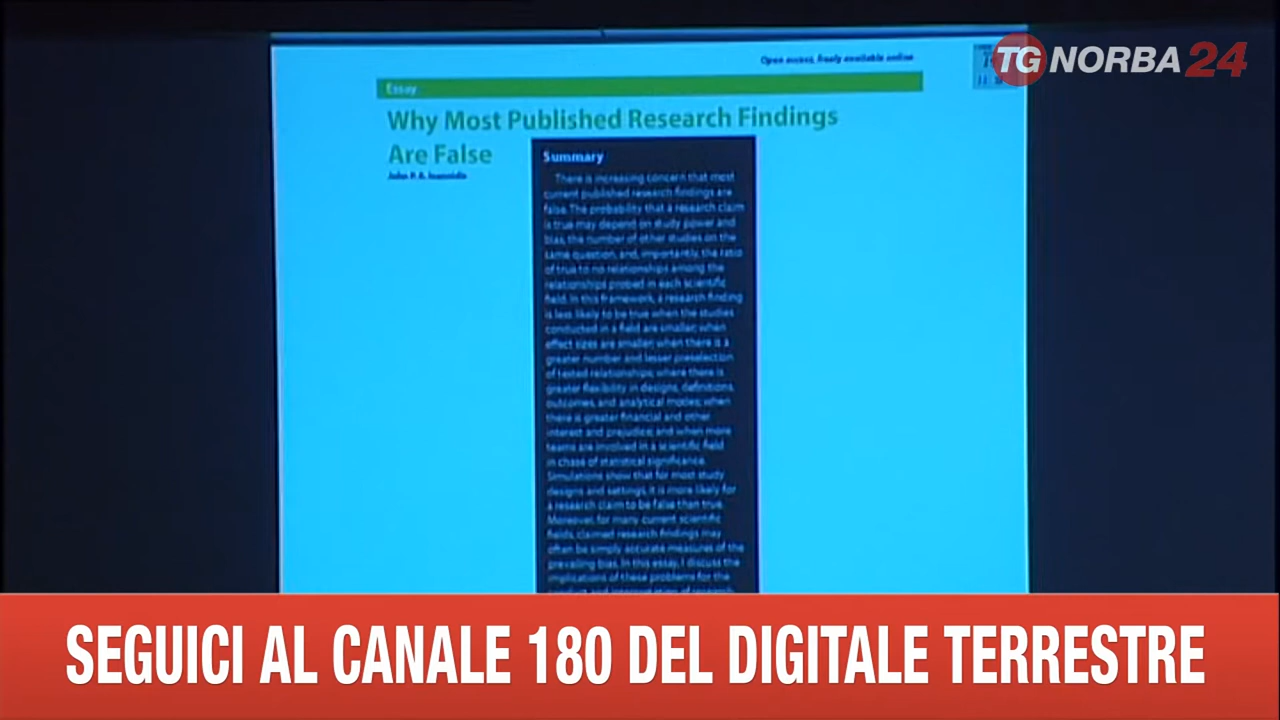 Open access, freely available online
TG NORBA 24
Essay
Why Most Published Research Findings
Are False
John P. A. Ioannidis
Summary
There is increasing concern that most
current published research findings are
false. The probability that a research claim
is true may depend on study power and
bias, the number of other studies on the
same question, and, importantly, the ratio
of true to no relationships among the
relationships probed in each scientific
field. In this framework, a research finding
is less likely to be true when the studies
conducted in a field are smaller; when
effect sizes are smaller; when there is a
greater number and lesser preselection
of tested relationships; where there is
greater flexibility in designs, definitions,
outcomes, and analytical modes; when
there is greater financial and other
interest and prejudice; and when more
teams are involved in a scientific field
in chase of statistical significance.
Simulations show that for most study
designs and settings, it is more likely for
a research claim to be false than true.
Moreover, for many current scientific
fields, claimed research findings may
often be simply accurate measures of the
prevailing bias. In this essay, I discuss the
implications of these problems for the
SEGUICI AL CANALE 180 DEL DIGITALE TERRESTRE